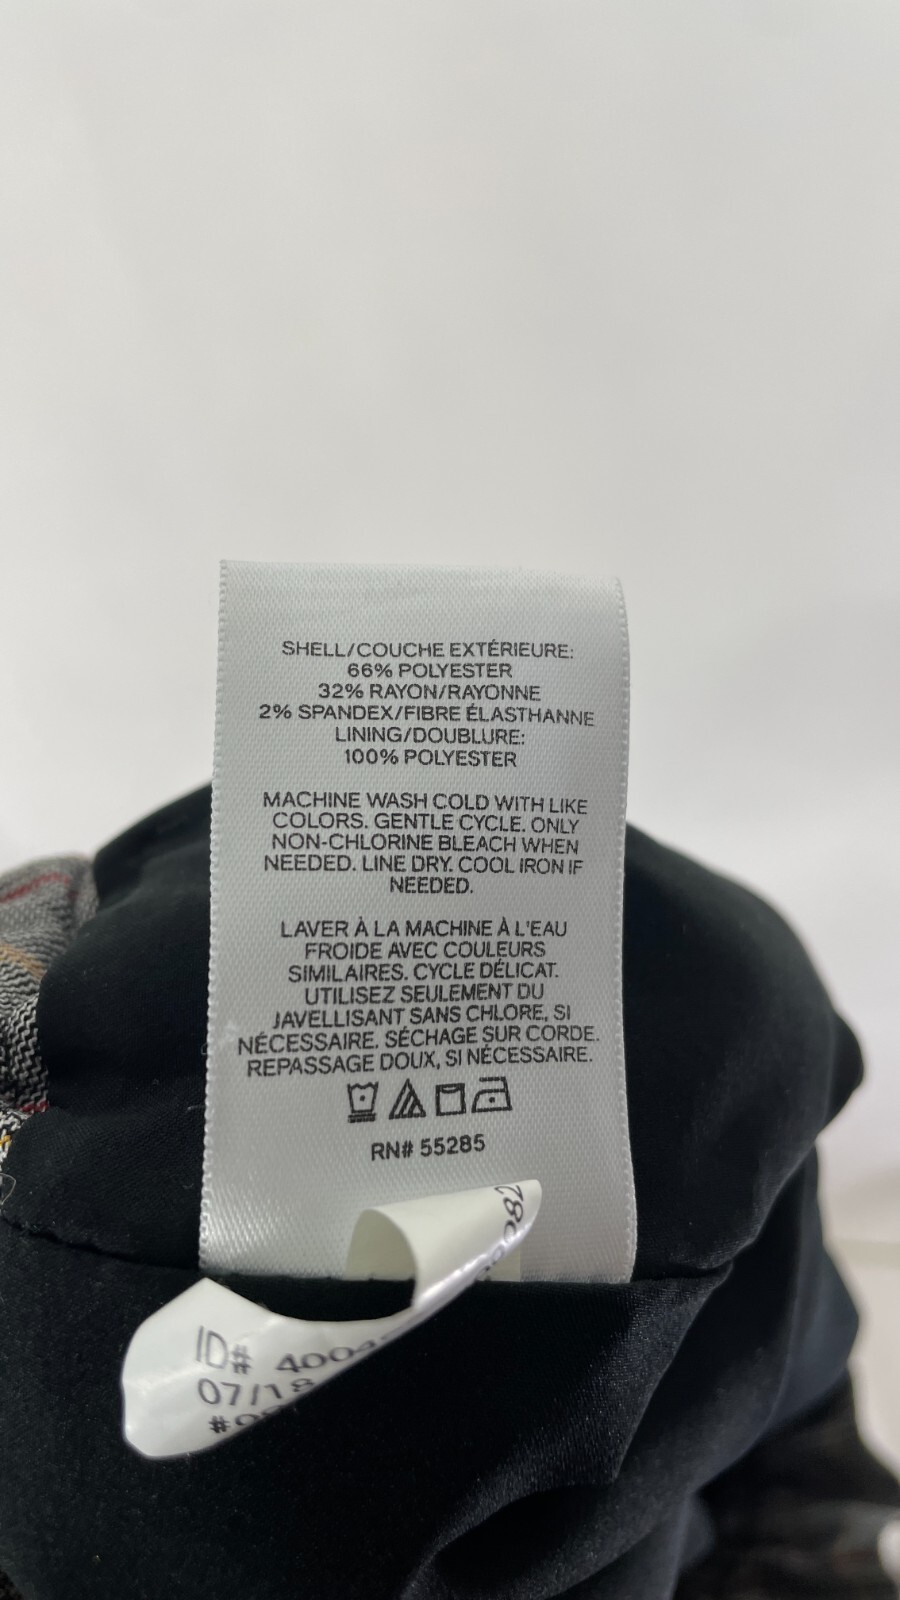 SHELL/COUCHE EXTÉRIEURE:
66% POLYESTER
32% RAYON/RAYONNE
2% SPANDEX/FIBRE ÉLASTHANNE
LINING/DOUBLURE:
100% POLYESTER
MACHINE WASH COLD WITH LIKE
COLORS. GENTLE CYCLE. ONLY
NON-CHLORINE BLEACH WHEN
NEEDED. LINE DRY. COOL IRON IF
NEEDED.
LAVER À LA MACHINE À L'EAU
FROIDE AVEC COULEURS
SIMILAIRES. CYCLE DÉLICAT.
UTILISEZ SEULEMENT DU
JAVELLISANT SANS CHLORE, SI
NÉCESSAIRE. SÉCHAGE SUR CORDE.
REPASSAGE DOUX, SI NÉCESSAIRE.
RN# 55285
ID#
07/18